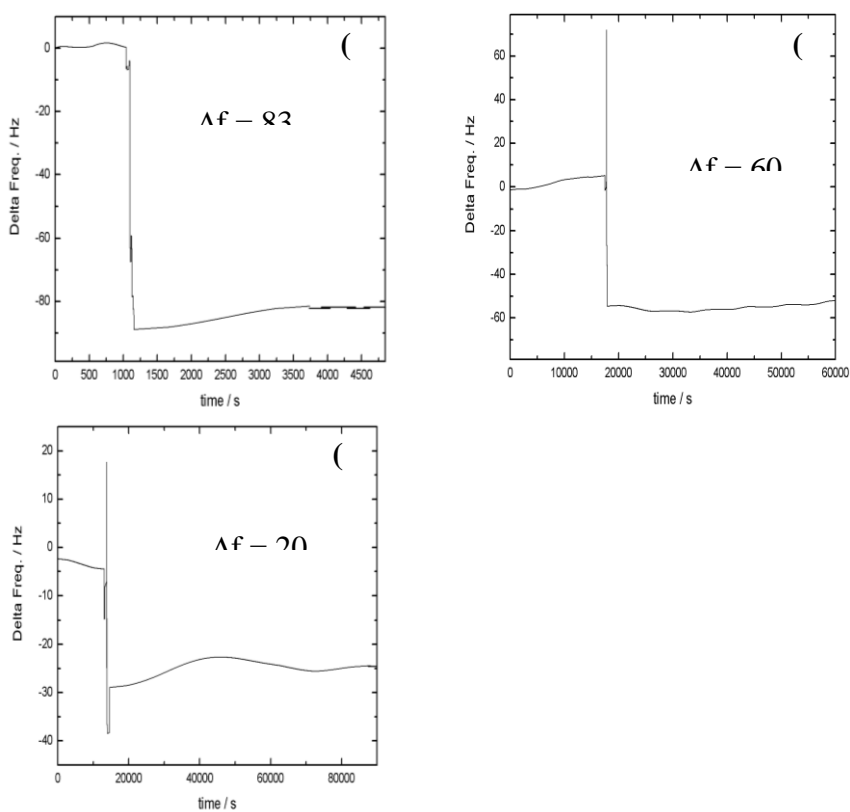 (
Δf = 83
Delta Freq. / Hz
0
-20
-40
-60
-80
0 500 1000 1500 2000 2500 3000 3500 4000 4500
time / s
(
Δf = 60
Delta Freq. / Hz
60
40
20
0
-20
-40
-60
0 10000 20000 30000 40000 50000 60000
time / s
(
Δf = 20
Delta Freq. / Hz
20
10
0
-10
-20
-30
-40
0 20000 40000 60000 80000
time / s